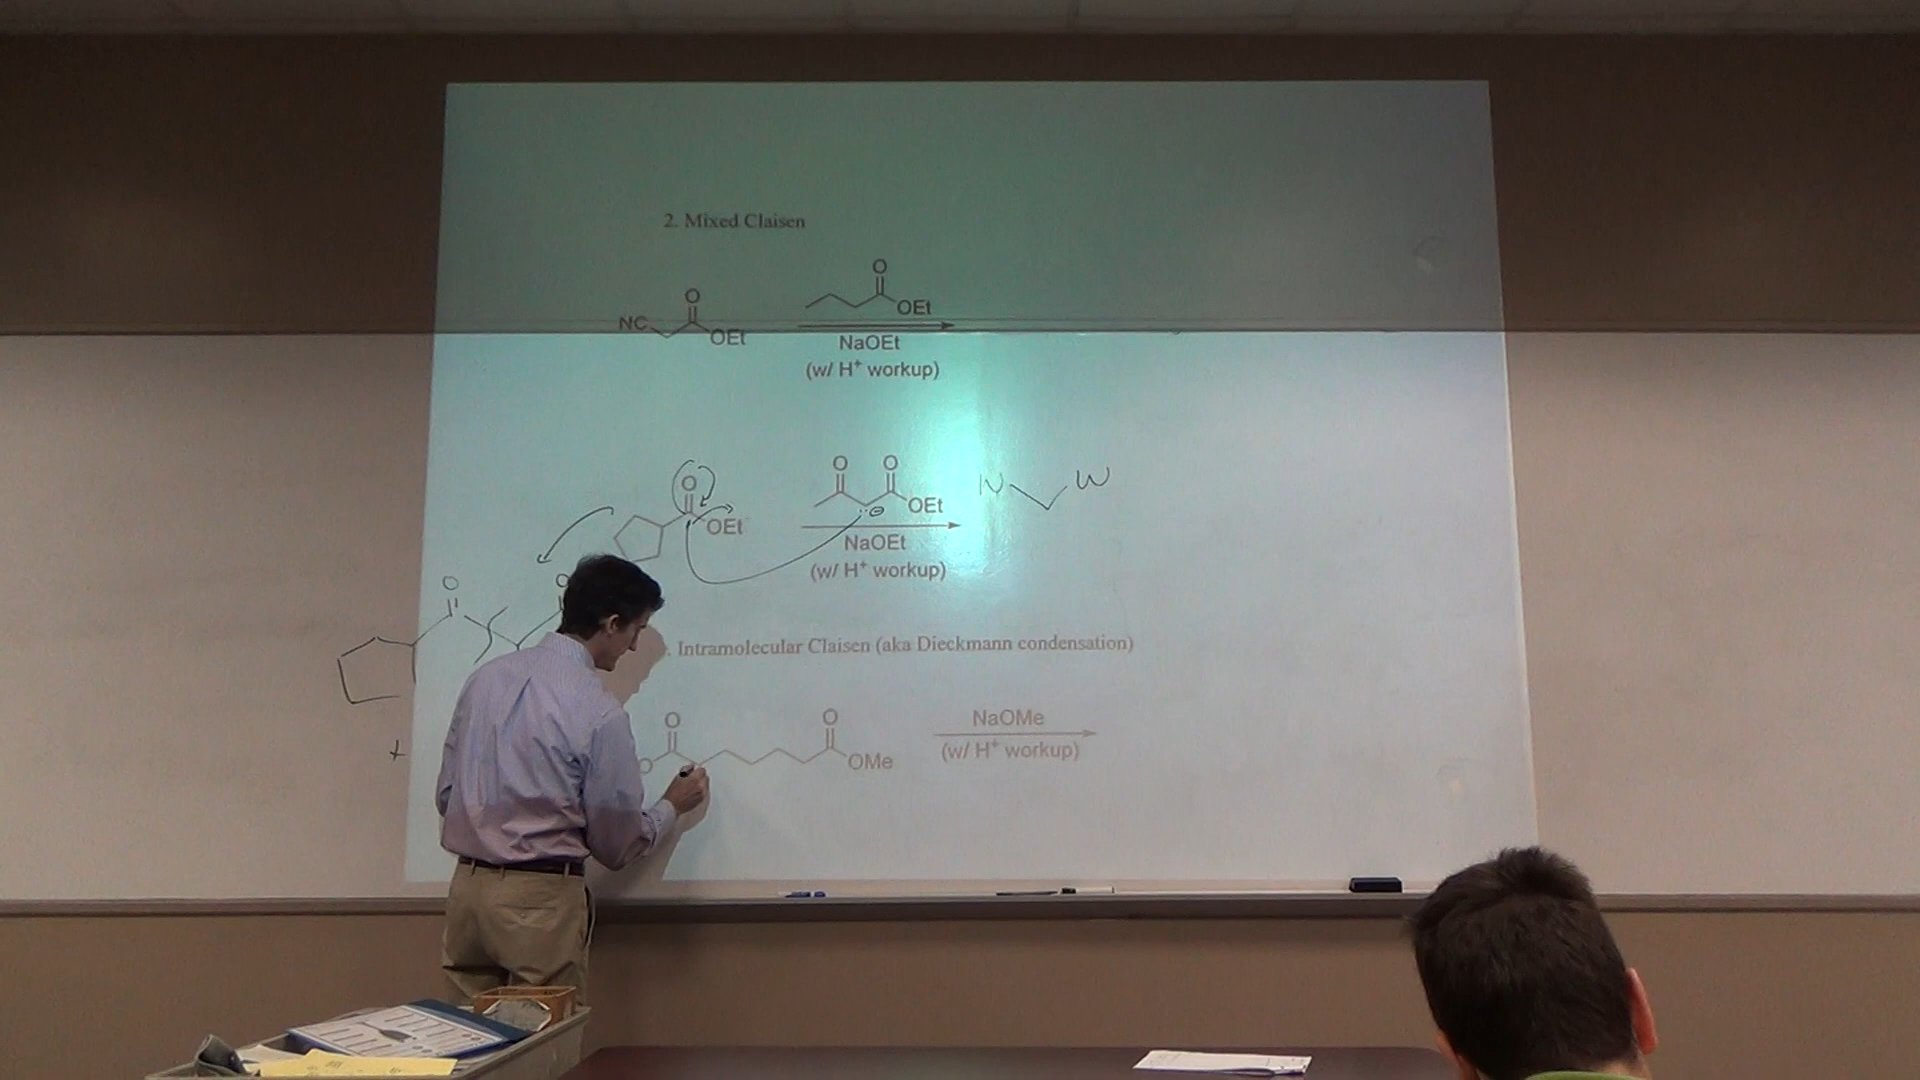 2. Mixed Claisen
O
O
OEt
NC
OEt
NaOEt
(w/ H⁺ workup)
O O
O
W W
OEt
⊖
OEt
NaOEt
(w/ H⁺ workup)
O O
. Intramolecular Claisen (aka Dieckmann condensation)
O O
NaOMe
+
O
OMe
(w/ H⁺ workup)